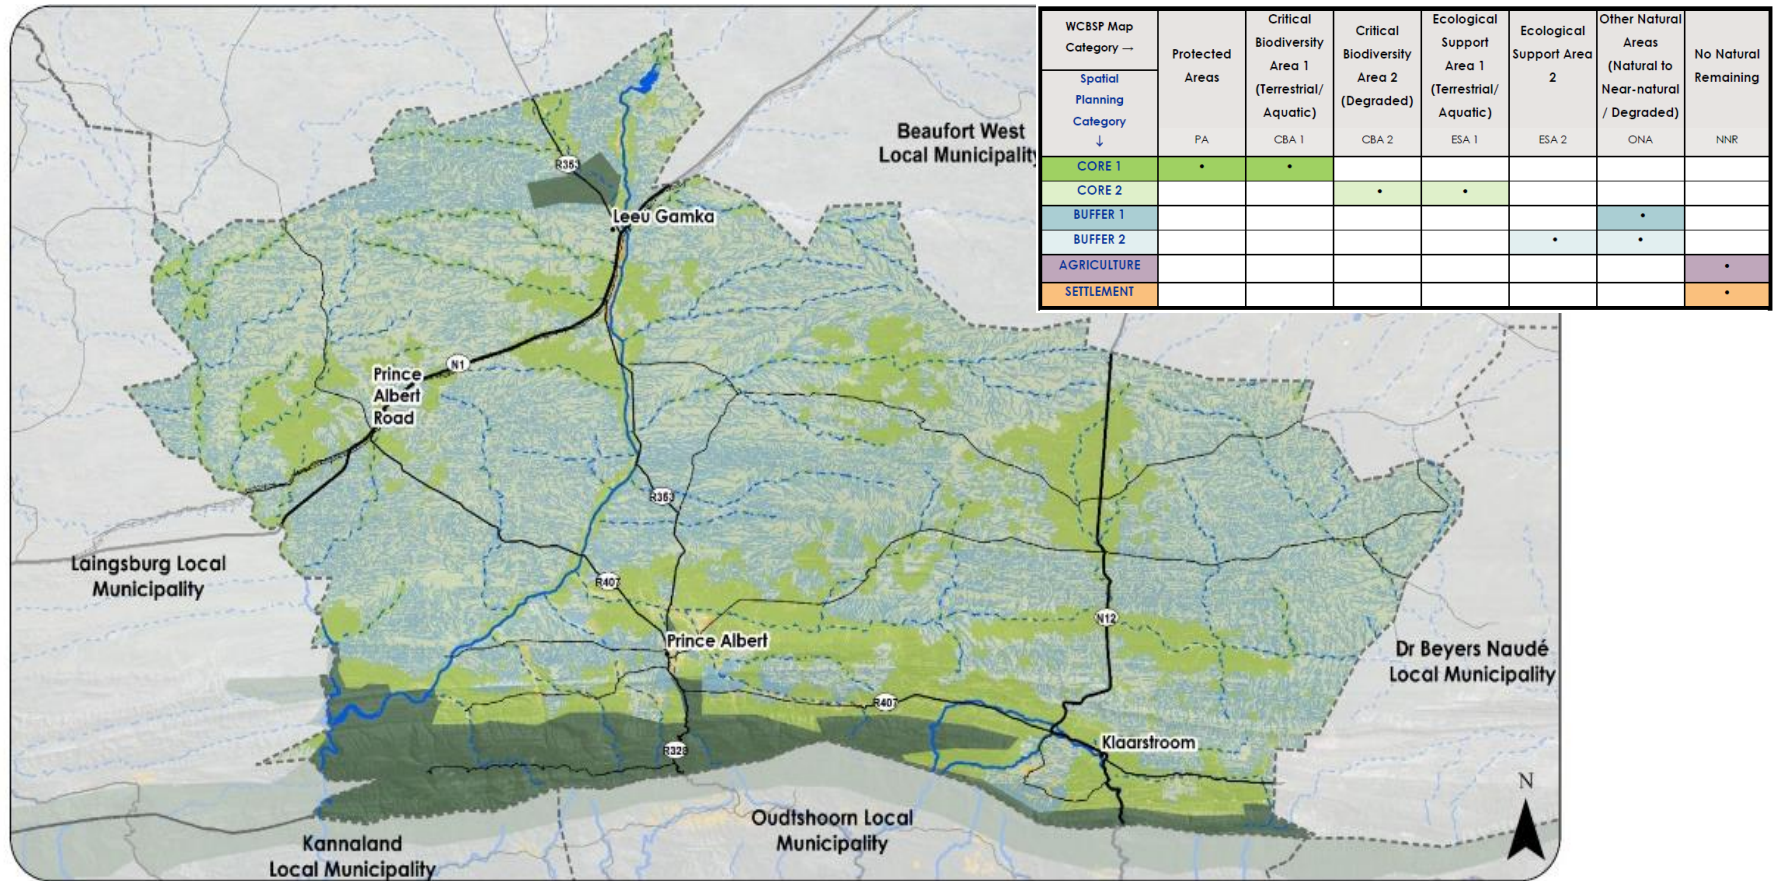 WCBSP Map
Category →
Spatial
Planning
Category
↓
Protected
Areas
PA
Critical
Biodiversity
Area 1
(Terrestrial/
Aquatic)
CBA 1
Critical
Biodiversity
Area 2
(Degraded)
CBA 2
Ecological
Support
Area 1
(Terrestrial/
Aquatic)
ESA 1
Ecological
Support Area
2
ESA 2
Other Natural
Areas
(Natural to
Near-natural
/ Degraded)
ONA
No Natural
Remaining
NNR
CORE 1 • •
CORE 2 • •
BUFFER 1 •
BUFFER 2 • •
AGRICULTURE •
SETTLEMENT •
Beaufort West
Local Municipality
R353
Leeu Gamka
N1
Prince
Albert
Road
R353
Laingsburg Local
Municipality
R407
N12
Prince Albert
Dr Beyers Naudé
Local Municipality
R407
Klaarstroom
R328
N
Oudtshoorn Local
Municipality
Kannaland
Local Municipality